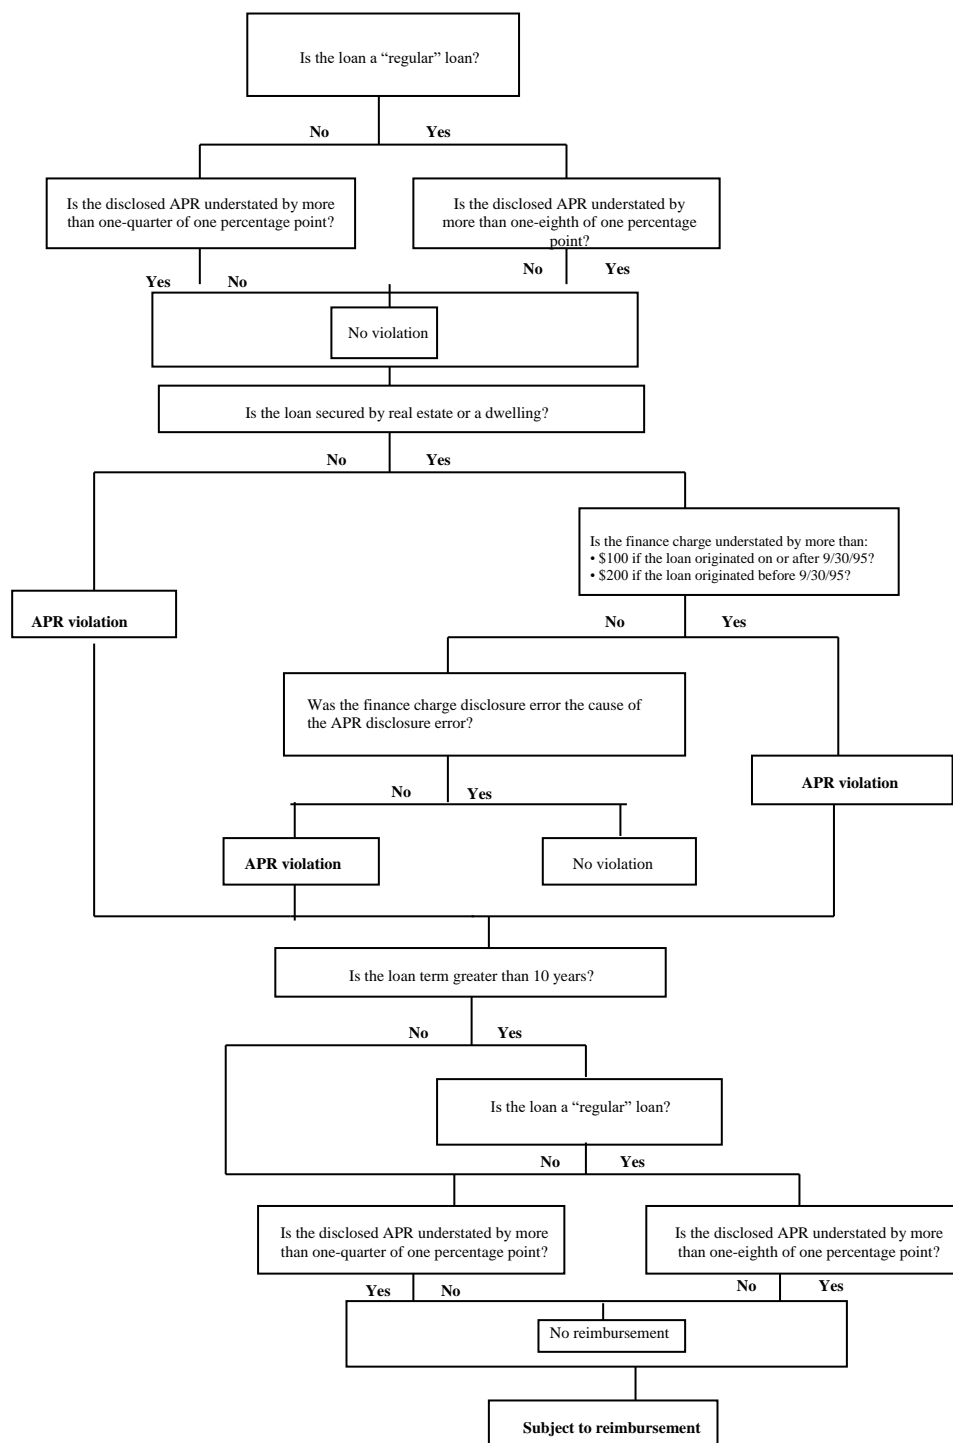 Is the loan a “regular” loan?
No
Yes
Is the disclosed APR understated by more
than one-quarter of one percentage point?
Is the disclosed APR understated by
more than one-eighth of one percentage
point?
No
Yes
Yes
No
No violation
Is the loan secured by real estate or a dwelling?
No
Yes
Is the finance charge understated by more than:
• $100 if the loan originated on or after 9/30/95?
• $200 if the loan originated before 9/30/95?
APR violation
No
Yes
Was the finance charge disclosure error the cause of
the APR disclosure error?
APR violation
No
Yes
APR violation
No violation
Is the loan term greater than 10 years?
No
Yes
Is the loan a “regular” loan?
No
Yes
Is the disclosed APR understated by more
than one-quarter of one percentage point?
Is the disclosed APR understated by more
than one-eighth of one percentage point?
Yes
No
No
Yes
No reimbursement
Subject to reimbursement